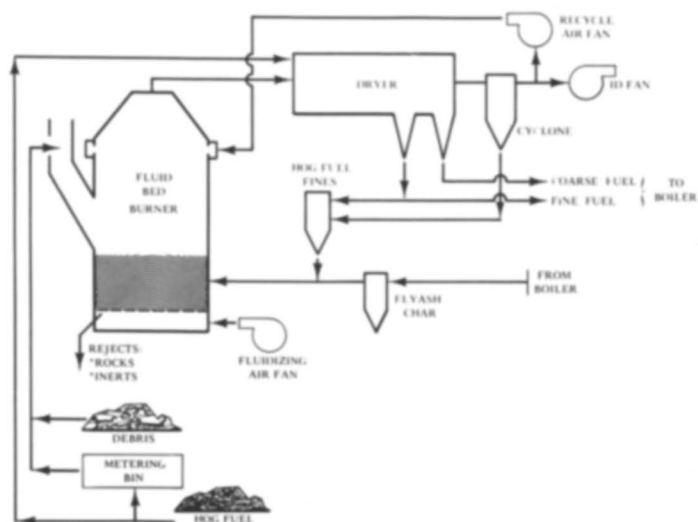 RECYCLE
AIR FAN
DRYER
ID FAN
CYCLONE
HOG FUEL
FINES
FLUID
BED
BURNER
COARSE FUEL
FINE FUEL
TO
BOILER
FROM
BOILER
FLYASH
CHAR
REJECTS:
*ROCKS
*INERTS
FLUIDIZING
AIR FAN
DEBRIS
METERING
BIN
HOG FUEL